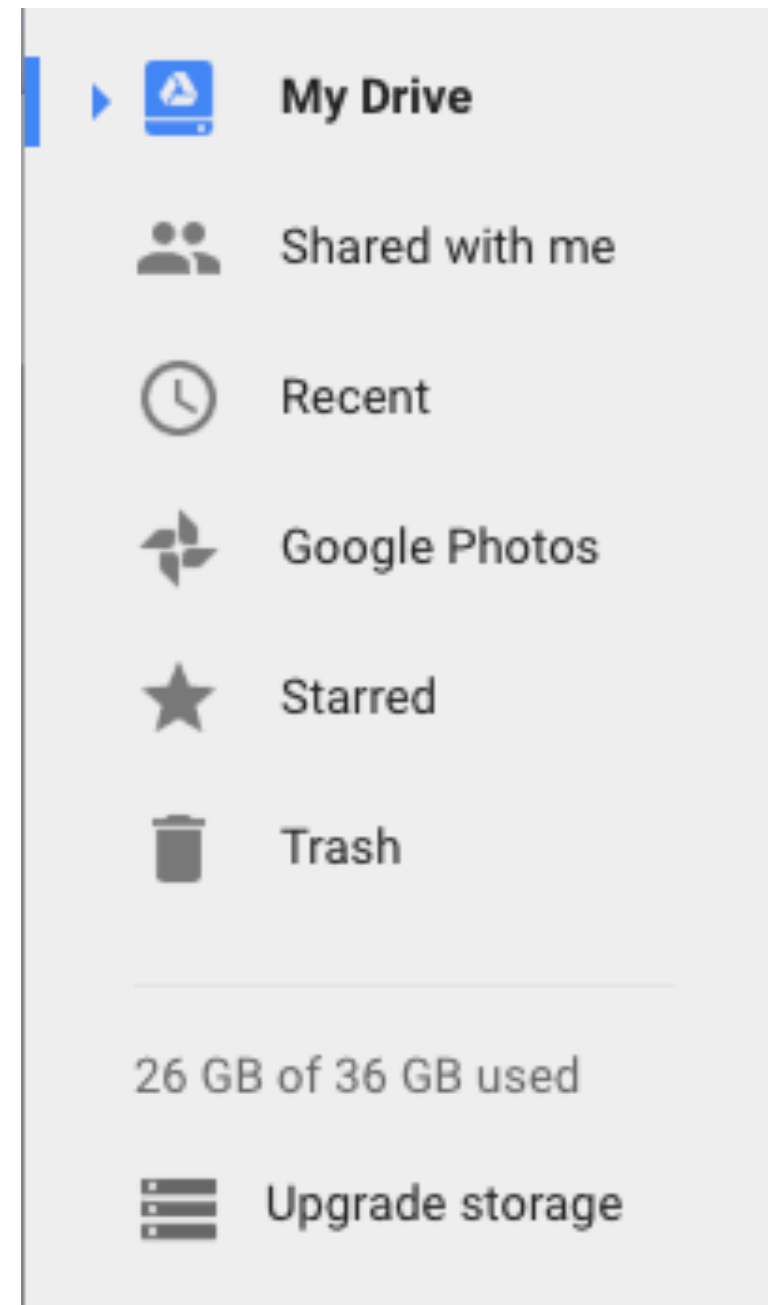 My Drive
Shared with me
Recent
Google Photos
Starred
Trash
26 GB of 36 GB used
Upgrade storage